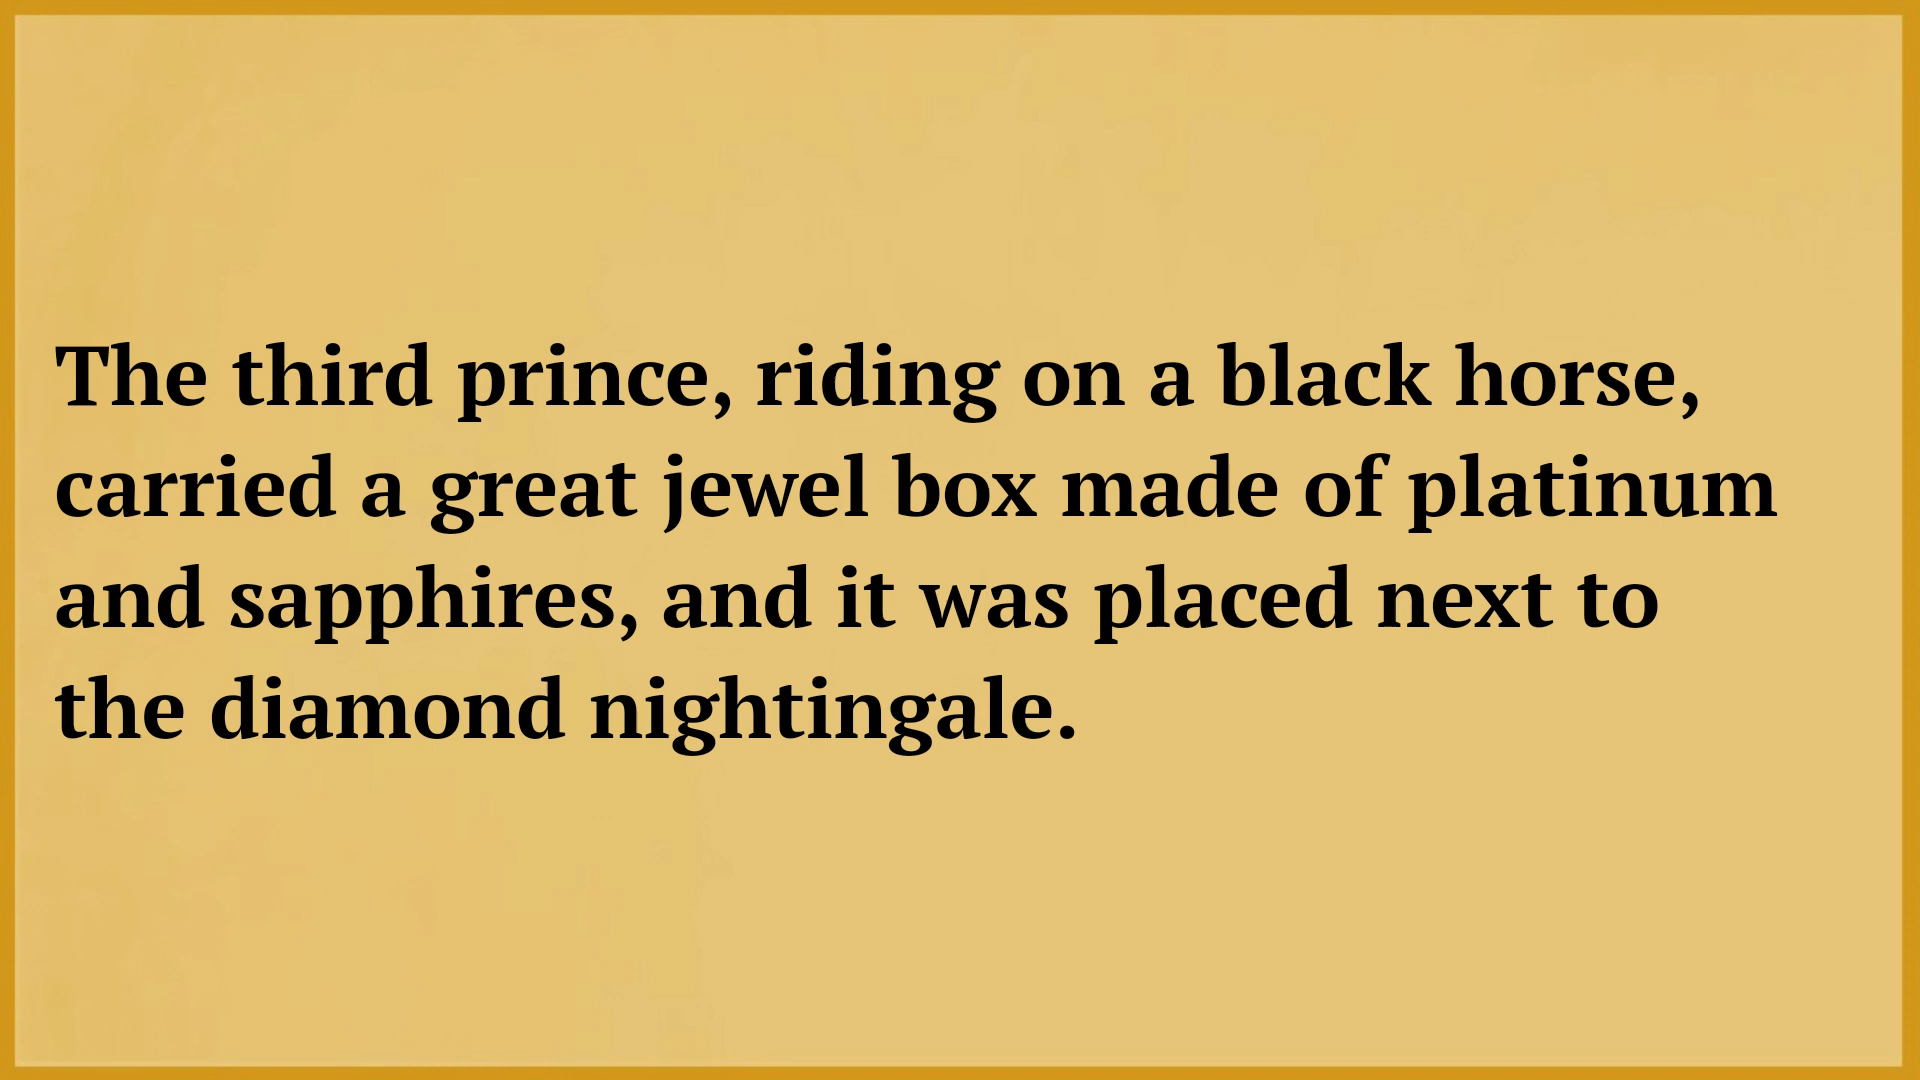 The third prince, riding on a black horse,
carried a great jewel box made of platinum
and sapphires, and it was placed next to
the diamond nightingale.